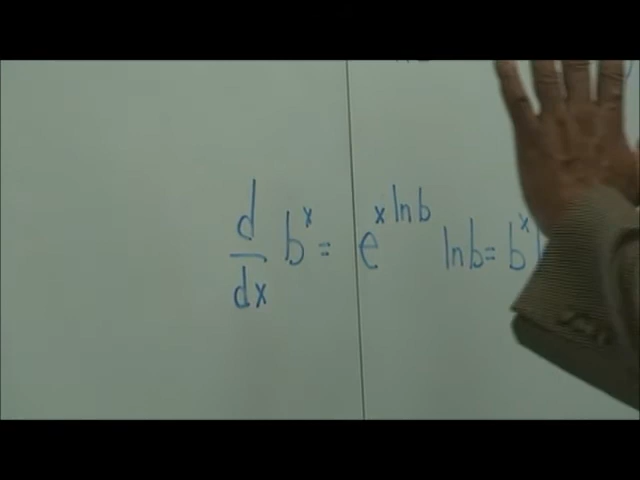 d/dx b^x = e^{x ln b} ln b = b^x